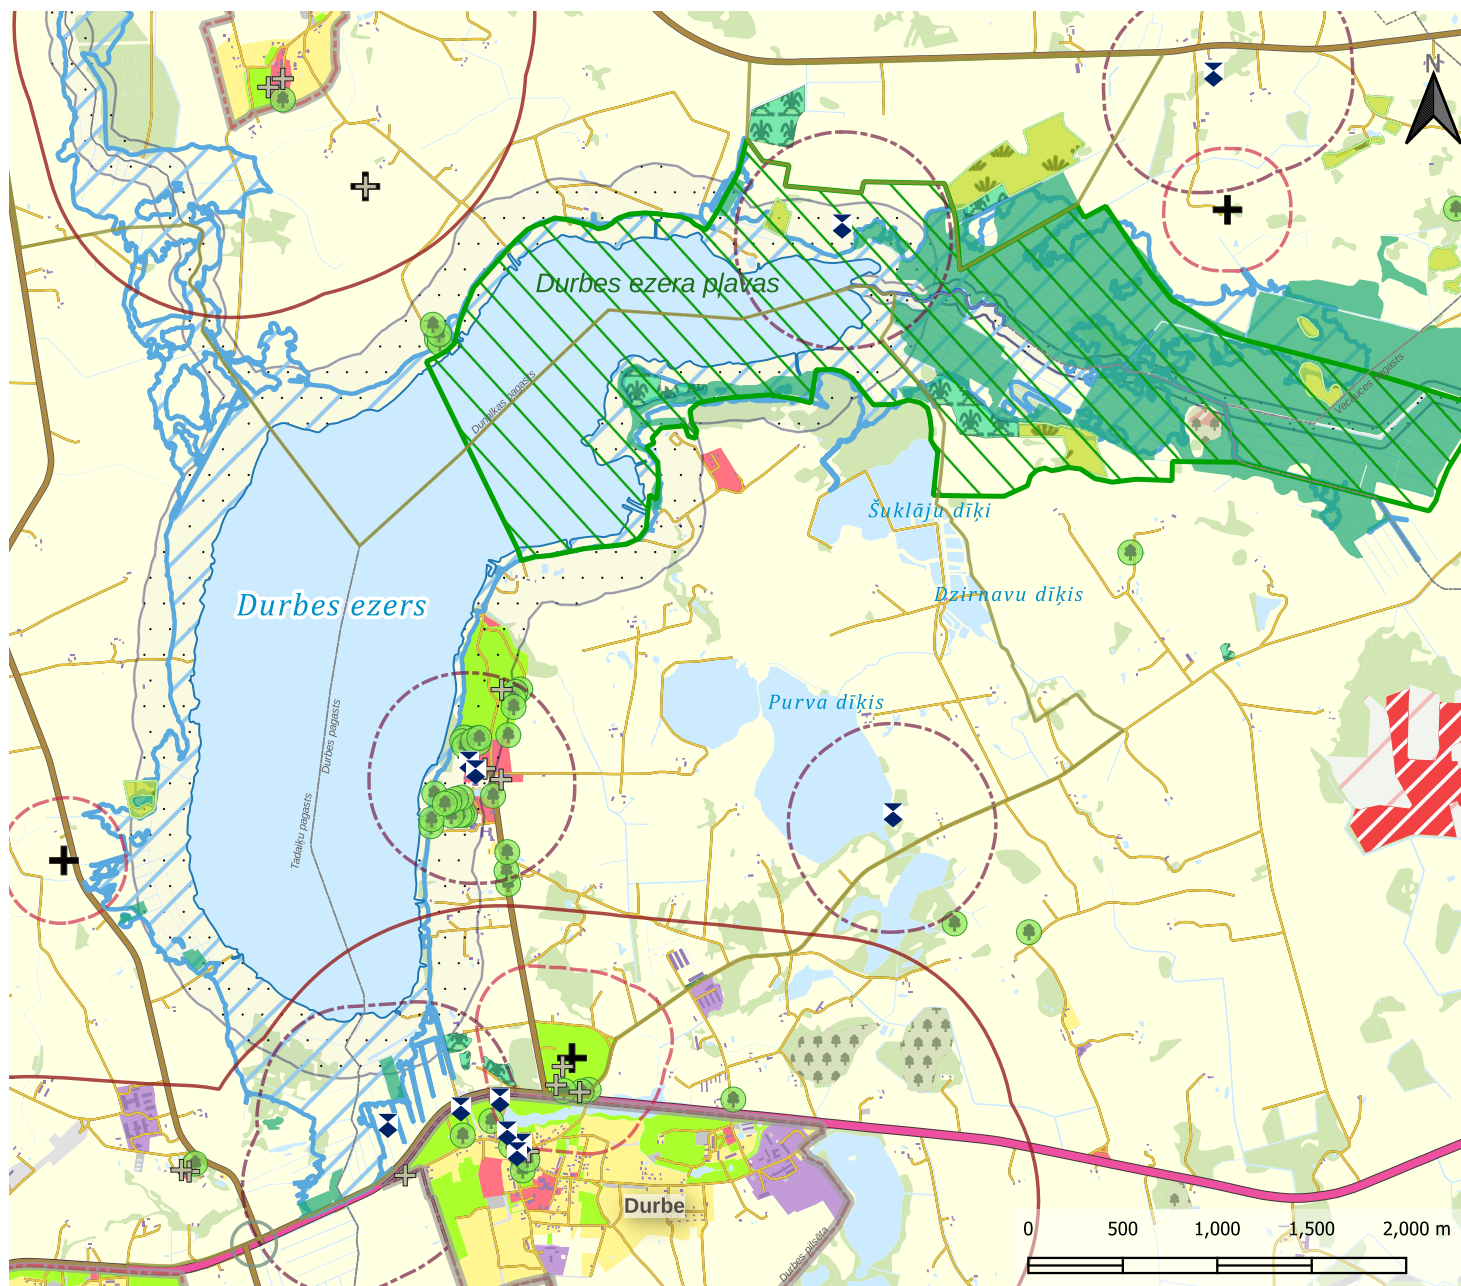 N
Durbes ezera pļavas
Dunalkas pagasts
Vecauces pagasts
Šuklāju dīķi
Dzirnavu dīķis
Durbes ezers
Purva dīķis
Durbes pagasts
Tadaiķu pagasts
Durbe
Durbes pilsēta
0 500 1,000 1,500 2,000 m